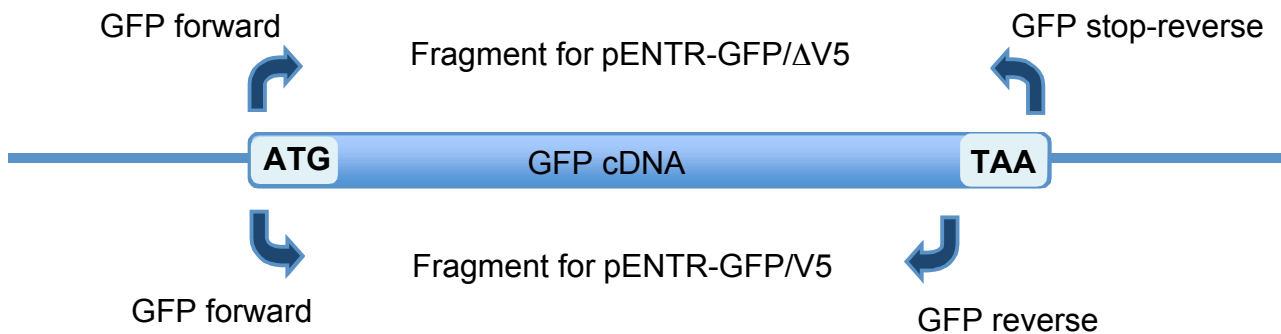 GFP forward
GFP stop-reverse
Fragment for pENTR-GFP/ΔV5
ATG
GFP cDNA
TAA
Fragment for pENTR-GFP/V5
GFP forward
GFP reverse